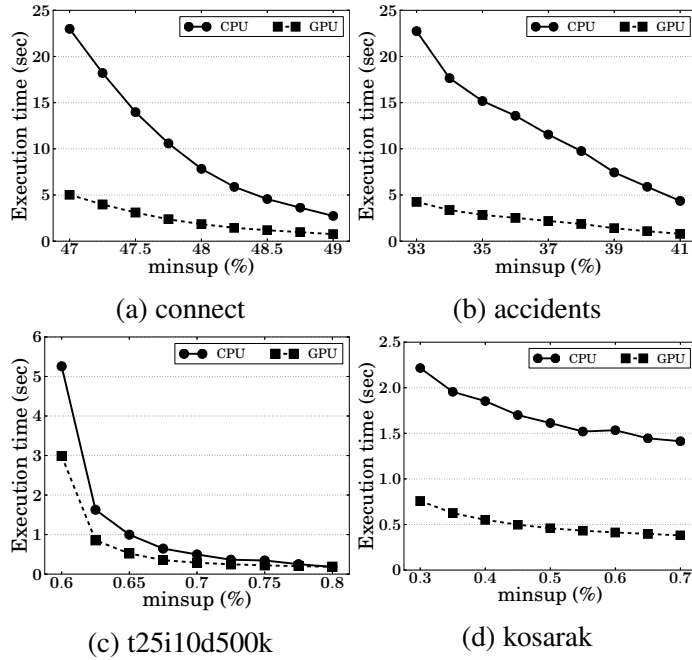 25
20
15
10
5
0
Execution time (sec)
CPU GPU
47 47.5 48 48.5 49
minsup (%)
(a) connect
25
20
15
10
5
0
Execution time (sec)
CPU GPU
33 35 37 39 41
minsup (%)
(b) accidents
6
5
4
3
2
1
0
Execution time (sec)
CPU GPU
0.6 0.65 0.7 0.75 0.8
minsup (%)
(c) t25i10d500k
2.5
2.0
1.5
1.0
0.5
0.0
Execution time (sec)
CPU GPU
0.3 0.4 0.5 0.6 0.7
minsup (%)
(d) kosarak